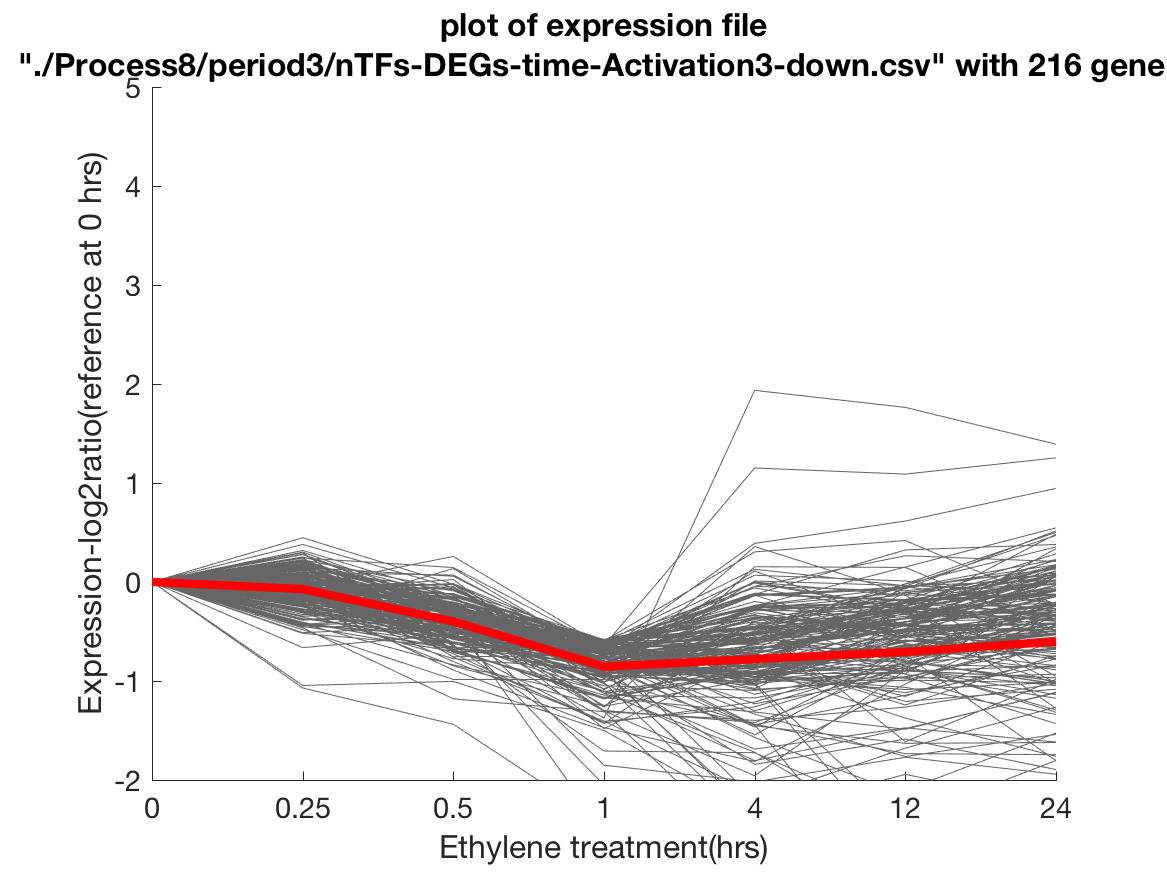 plot of expression file
"./Process8/period3/nTFs-DEGs-time-Activation3-down.csv" with 216 gene
Expression-log2ratio(reference at 0 hrs)
5
4
3
2
1
0
-1
-2
0 0.25 0.5 1 4 12 24
Ethylene treatment(hrs)